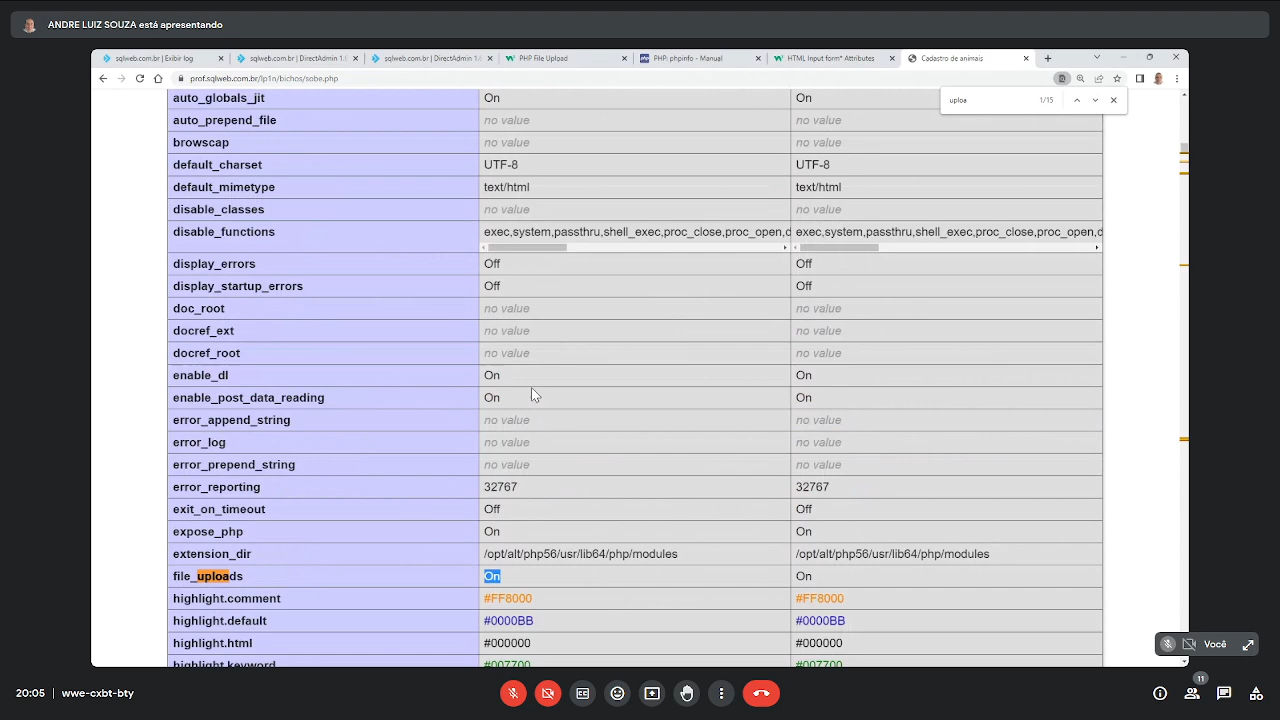 ANDRE LUIZ SOUZA está apresentando
sqlweb.com.br | Exibir log
sqlweb.com.br | DirectAdmin 1.6
sqlweb.com.br | DirectAdmin 1.6
PHP File Upload
PHP: phpinfo - Manual
HTML Input form* Attributes
Cadastro de animais
prof.sqlweb.com.br/lp1n/bichos/sobe.php
uploa 1/15
auto_globals_jit On On
auto_prepend_file no value no value
browscap no value no value
default_charset UTF-8 UTF-8
default_mimetype text/html text/html
disable_classes no value no value
disable_functions exec,system,passthru,shell_exec,proc_close,proc_open,d exec,system,passthru,shell_exec,proc_close,proc_open,d
display_errors Off Off
display_startup_errors Off Off
doc_root no value no value
docref_ext no value no value
docref_root no value no value
enable_dl On On
enable_post_data_reading On On
error_append_string no value no value
error_log no value no value
error_prepend_string no value no value
error_reporting 32767 32767
exit_on_timeout Off Off
expose_php On On
extension_dir /opt/alt/php56/usr/lib64/php/modules /opt/alt/php56/usr/lib64/php/modules
file_uploads On On
highlight.comment #FF8000 #FF8000
highlight.default #0000BB #0000BB
highlight.html #000000 #000000
highlight.keyword #007700 #007700
Você
20:05 | wwe-cxbt-bty
11